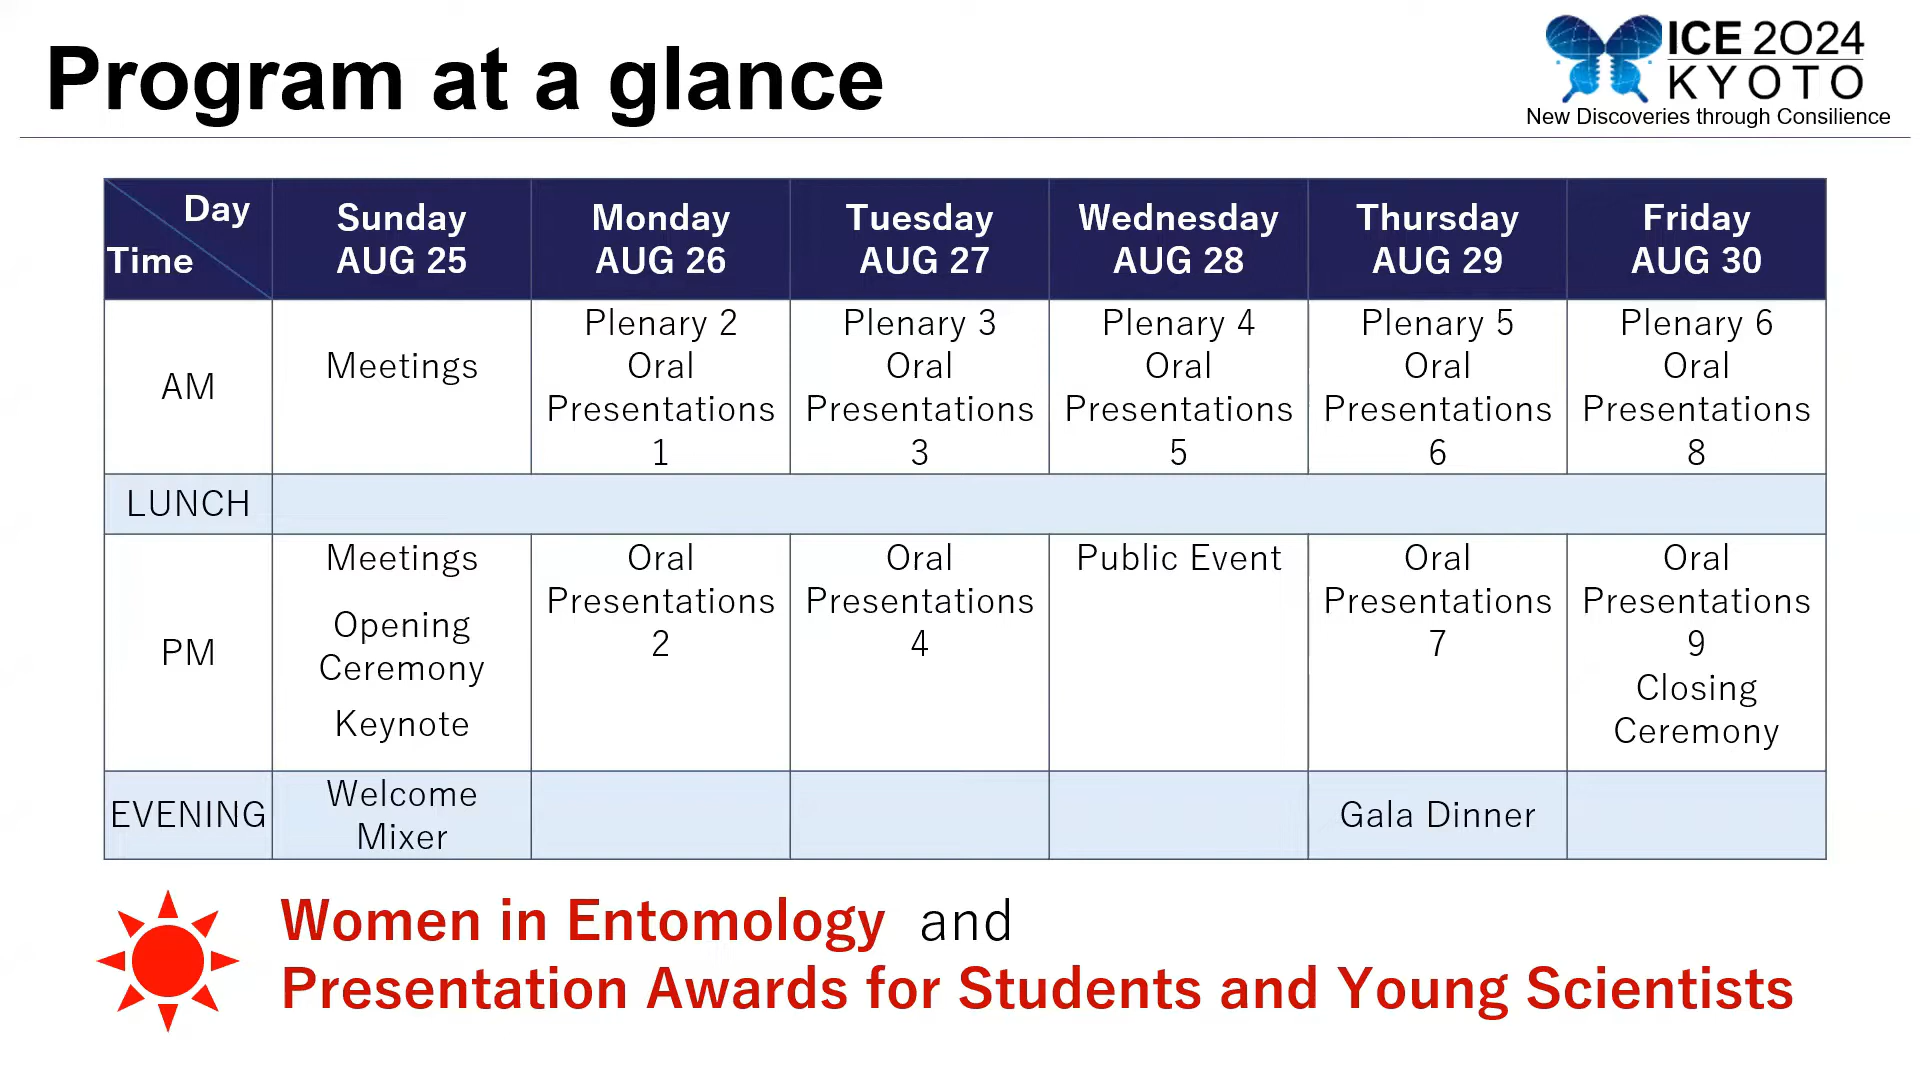 Program at a glance
ICE 2024
KYOTO
New Discoveries through Consilience
Day
Time
Sunday
AUG 25
Monday
AUG 26
Tuesday
AUG 27
Wednesday
AUG 28
Thursday
AUG 29
Friday
AUG 30
AM
Meetings
Plenary 2
Oral
Presentations
1
Plenary 3
Oral
Presentations
3
Plenary 4
Oral
Presentations
5
Plenary 5
Oral
Presentations
6
Plenary 6
Oral
Presentations
8
LUNCH
PM
Meetings
Opening
Ceremony
Keynote
Oral
Presentations
2
Oral
Presentations
4
Public Event
Oral
Presentations
7
Oral
Presentations
9
Closing
Ceremony
EVENING
Welcome
Mixer
Gala Dinner
Women in Entomology and
Presentation Awards for Students and Young Scientists